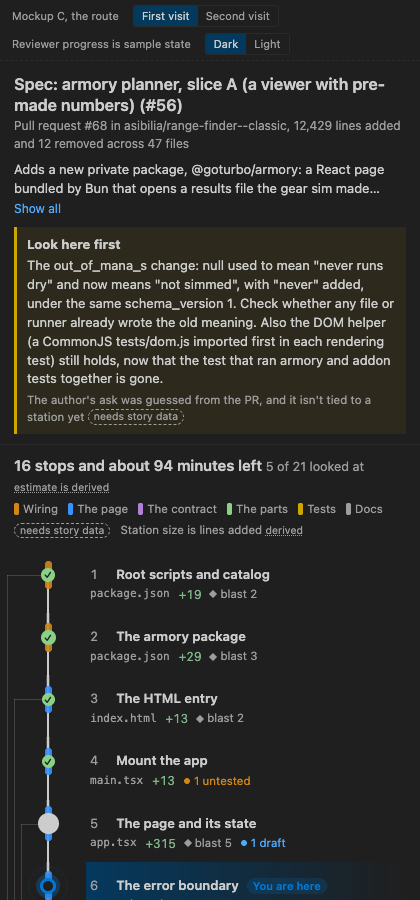 Mockup C, the route First visit Second visit
Reviewer progress is sample state Dark Light
Spec: armory planner, slice A (a viewer with pre-
made numbers) (#56)
Pull request #68 in asibilia/range-finder--classic, 12,429 lines added
and 12 removed across 47 files
Adds a new private package, @goturbo/armory: a React page
bundled by Bun that opens a results file the gear sim made...
Show all
Look here first
The out_of_mana_s change: null used to mean "never runs
dry" and now means "not simmed", with "never" added,
under the same schema_version 1. Check whether any file or
runner already wrote the old meaning. Also the DOM helper
(a CommonJS tests/dom.js imported first in each rendering
test) still holds, now that the test that ran armory and addon
tests together is gone.
The author's ask was guessed from the PR, and it isn't tied to a
station yet needs story data
16 stops and about 94 minutes left 5 of 21 looked at
estimate is derived
Wiring The page The contract The parts Tests Docs
needs story data Station size is lines added derived
1 Root scripts and catalog
package.json +19 ◆ blast 2
2 The armory package
package.json +29 ◆ blast 3
3 The HTML entry
index.html +13 ◆ blast 2
4 Mount the app
main.tsx +13 ● 1 untested
5 The page and its state
app.tsx +315 ◆ blast 5 ● 1 draft
6 The error boundary You are here